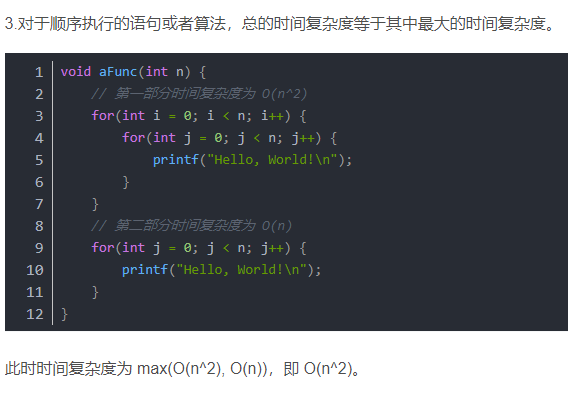 3.对于顺序执行的语句或者算法，总的时间复杂度等于其中最大的时间复杂度。
1 void aFunc(int n) {
2     // 第一部分时间复杂度为 O(n^2)
3     for(int i = 0; i < n; i++) {
4         for(int j = 0; j < n; j++) {
5             printf("Hello, World!\n");
6         }
7     }
8     // 第二部分时间复杂度为 O(n)
9     for(int j = 0; j < n; j++) {
10         printf("Hello, World!\n");
11     }
12 }
此时时间复杂度为 max(O(n^2), O(n))，即 O(n^2)。